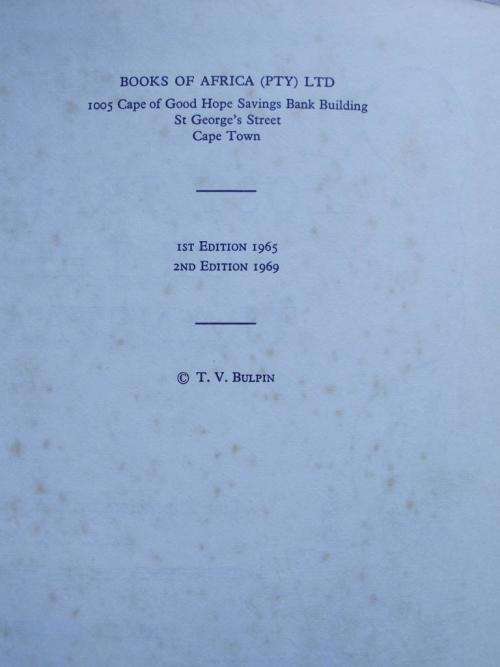 BOOKS OF AFRICA (PTY) LTD
1005 Cape of Good Hope Savings Bank Building
St George's Street
Cape Town
1ST EDITION 1965
2ND EDITION 1969
© T. V. BULPIN